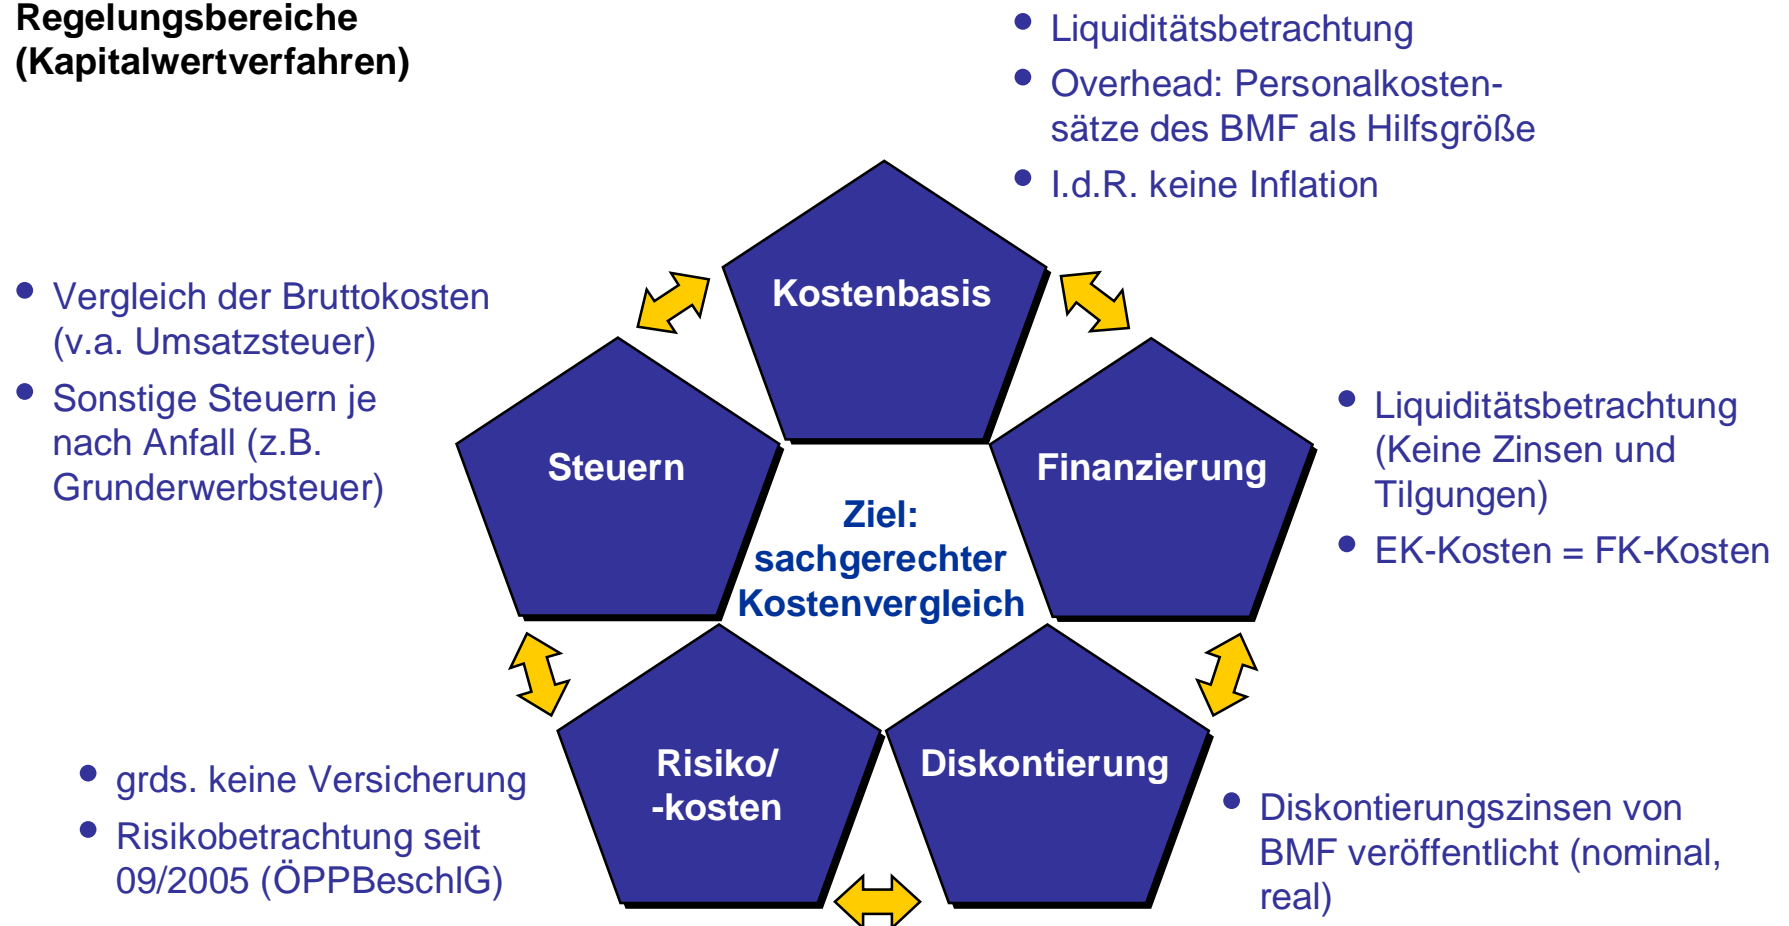 Regelungsbereiche
(Kapitalwertverfahren)
• Liquiditätsbetrachtung
• Overhead: Personalkosten-
sätze des BMF als Hilfsgröße
• I.d.R. keine Inflation
Kostenbasis
• Vergleich der Bruttokosten
(v.a. Umsatzsteuer)
• Sonstige Steuern je
nach Anfall (z.B.
Grunderwerbsteuer)
Steuern
Finanzierung
• Liquiditätsbetrachtung
(Keine Zinsen und
Tilgungen)
• EK-Kosten = FK-Kosten
Ziel:
sachgerechter
Kostenvergleich
Risiko/
-kosten
Diskontierung
• grds. keine Versicherung
• Risikobetrachtung seit
09/2005 (ÖPPBeschlG)
• Diskontierungszinsen von
BMF veröffentlicht (nominal,
real)